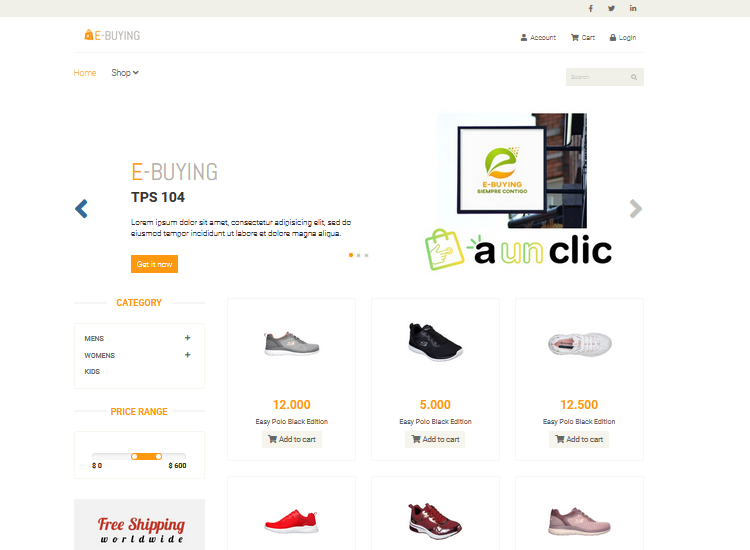 E-BUYING
Account
Cart
Login
Home
Shop
Search
E-BUYING
TPS 104
Lorem ipsum dolor sit amet, consectetur adipisicing elit, sed do
eiusmod tempor incididunt ut labore et dolore magna aliqua.
Get it now
E-BUYING
SIEMPRE CONTIGO
a un clic
CATEGORY
MENS
WOMENS
KIDS
PRICE RANGE
$ 0
$ 600
Free Shipping
worldwide
12.000
Easy Polo Black Edition
Add to cart
5.000
Easy Polo Black Edition
Add to cart
12.500
Easy Polo Black Edition
Add to cart